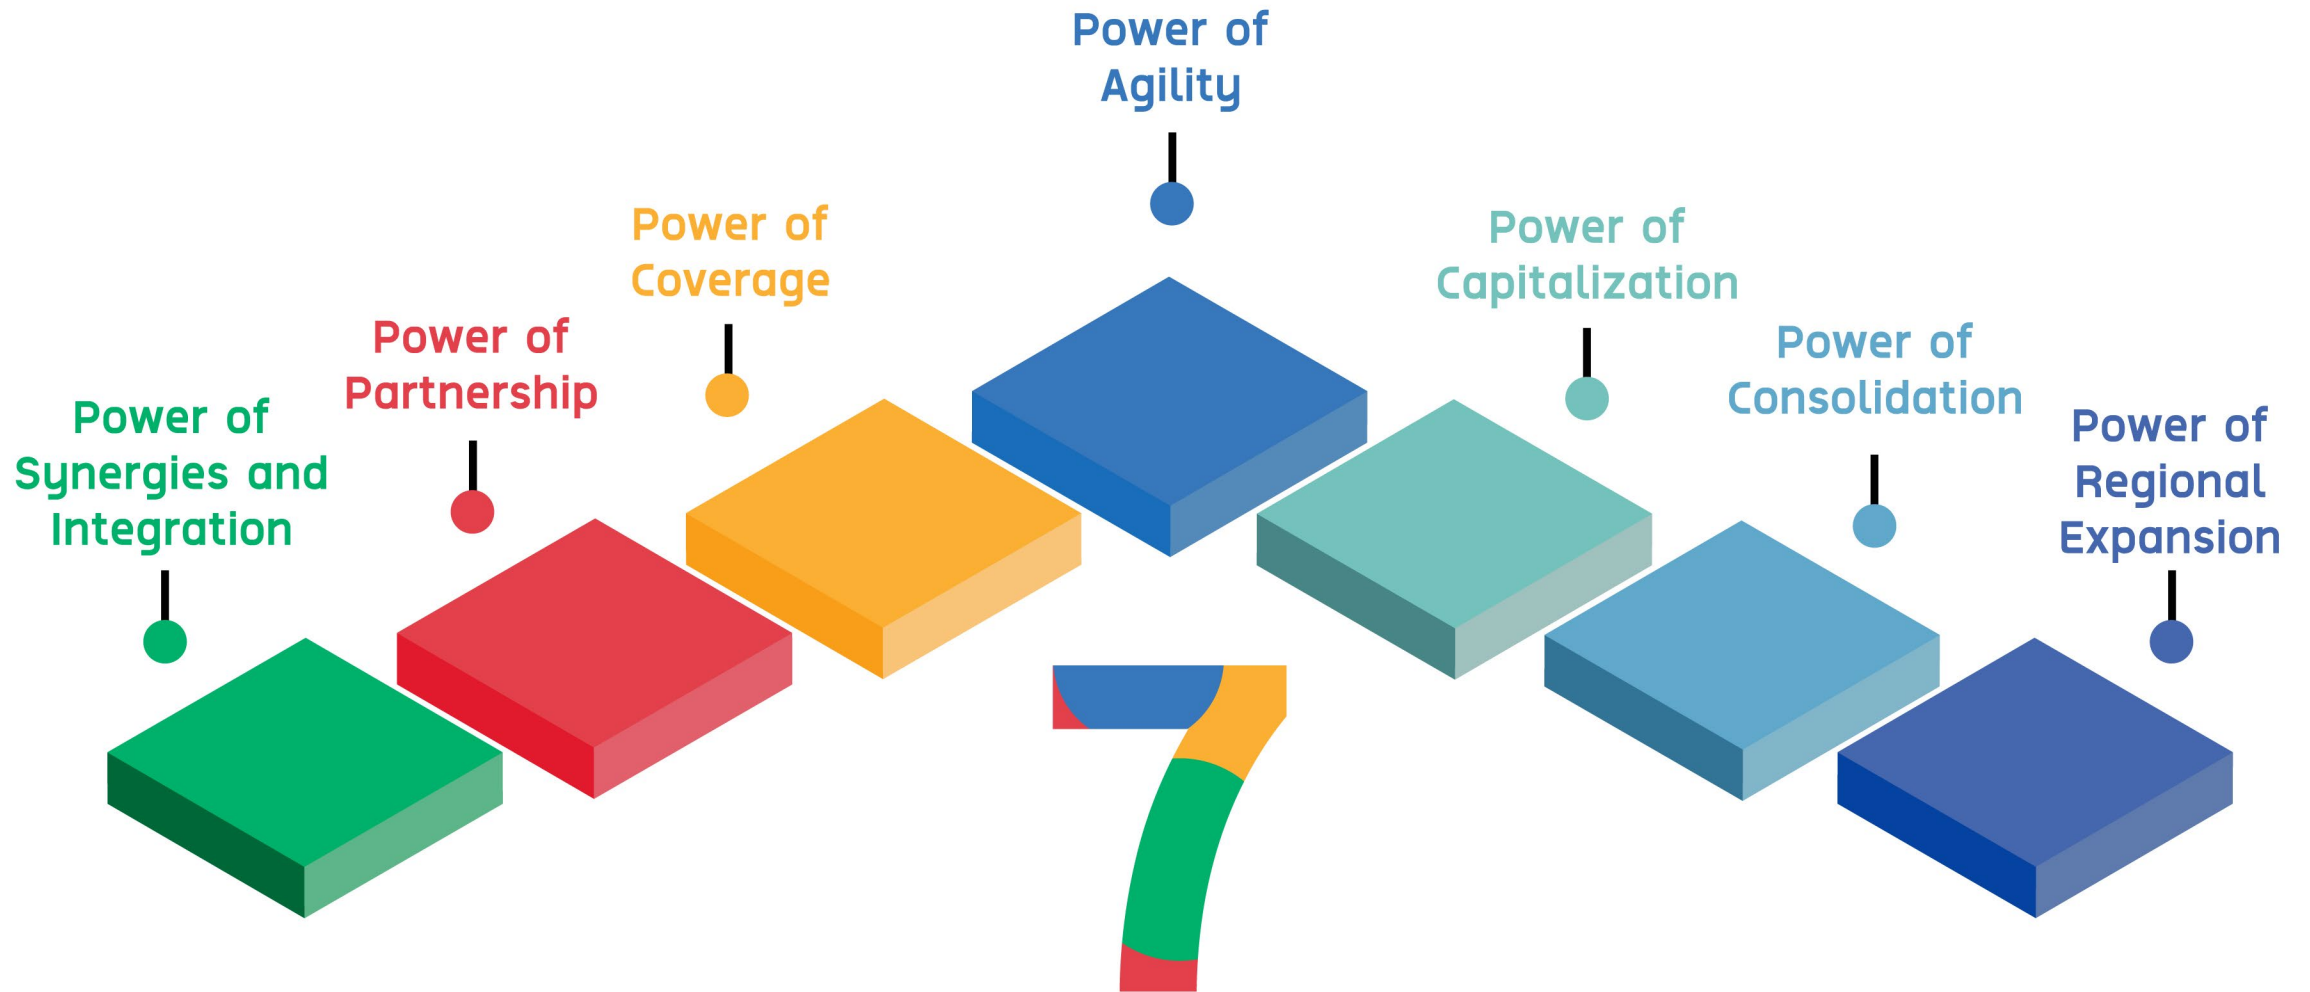 Power of
Synergies and
Integration
Power of
Partnership
Power of
Coverage
Power of
Agility
Power of
Capitalization
Power of
Consolidation
Power of
Regional
Expansion
7